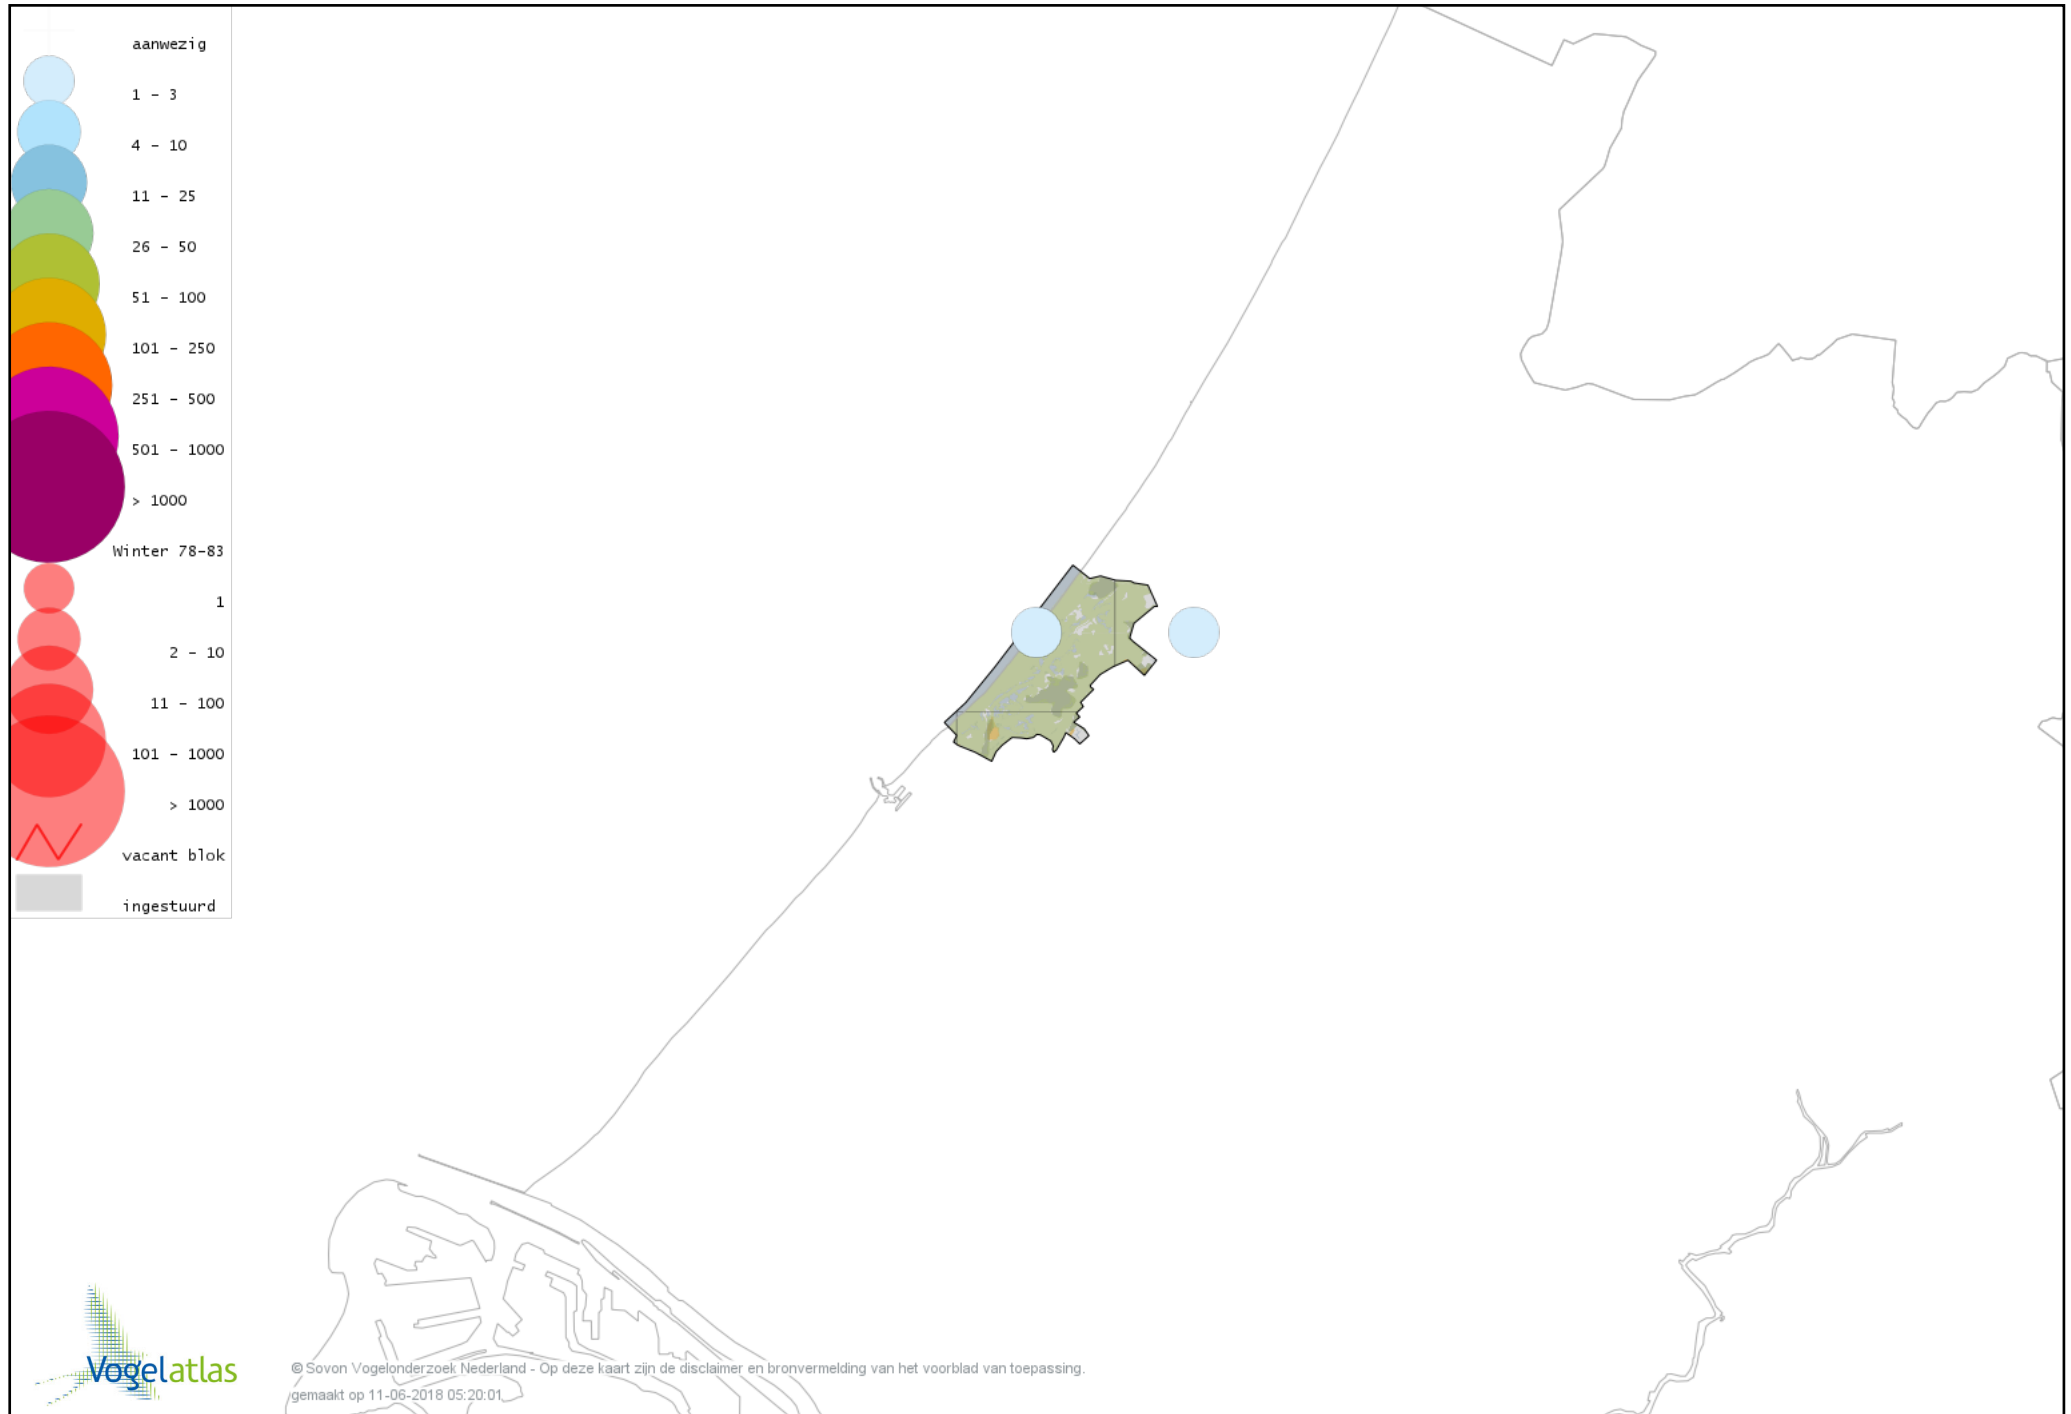 aanwezig
1 - 3
4 - 10
11 - 25
26 - 50
51 - 100
101 - 250
251 - 500
501 - 1000
> 1000
Winter 78-83
1
2 - 10
11 - 100
101 - 1000
> 1000
vacant blok
ingestuurd
Vogelatlas
© Sovon Vogelonderzoek Nederland - Op deze kaart zijn de disclaimer en bronvermelding van het voorblad van toepassing.
gemaakt op 11-06-2018 05:20:01